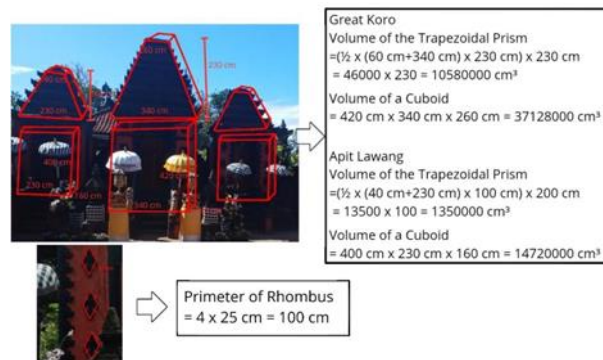 60 cm
230 cm
230 cm
340 cm
400 cm
230 cm
160 cm
340 cm
Great Koro
Volume of the Trapezoidal Prism
=(½ x (60 cm+340 cm) x 230 cm) x 230 cm
= 46000 x 230 = 10580000 cm³
Volume of a Cuboid
= 420 cm x 340 cm x 260 cm = 37128000 cm³
Apit Lawang
Volume of the Trapezoidal Prism
=(½ x (40 cm+230 cm) x 100 cm) x 200 cm
= 13500 x 100 = 1350000 cm³
Volume of a Cuboid
= 400 cm x 230 cm x 160 cm = 14720000 cm³
Primeter of Rhombus
= 4 x 25 cm = 100 cm